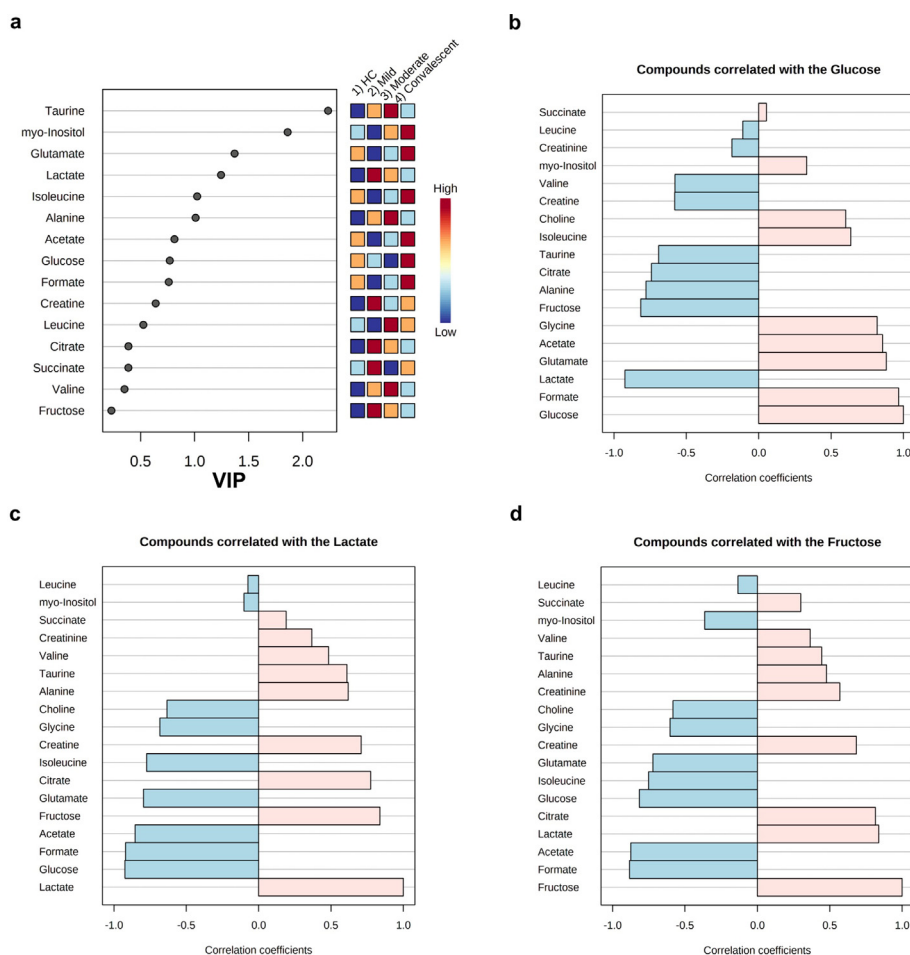 a
1) HC
2) Mild
3) Moderate
4) Convalescent
Taurine
myo-Inositol
Glutamate
Lactate
Isoleucine
Alanine
Acetate
Glucose
Formate
Creatine
Leucine
Citrate
Succinate
Valine
Fructose
0.5 1.0 1.5 2.0
VIP
High
Low
b
Compounds correlated with the Glucose
Succinate
Leucine
Creatinine
myo-Inositol
Valine
Creatine
Choline
Isoleucine
Taurine
Citrate
Alanine
Fructose
Glycine
Acetate
Glutamate
Lactate
Formate
Glucose
-1.0 -0.5 0.0 0.5 1.0
Correlation coefficients
c
Compounds correlated with the Lactate
Leucine
myo-Inositol
Succinate
Creatinine
Valine
Taurine
Alanine
Choline
Glycine
Creatine
Isoleucine
Citrate
Glutamate
Fructose
Acetate
Formate
Glucose
Lactate
-1.0 -0.5 0.0 0.5 1.0
Correlation coefficients
d
Compounds correlated with the Fructose
Leucine
Succinate
myo-Inositol
Valine
Taurine
Alanine
Creatinine
Choline
Glycine
Creatine
Glutamate
Isoleucine
Glucose
Citrate
Lactate
Acetate
Formate
Fructose
-1.0 -0.5 0.0 0.5 1.0
Correlation coefficients